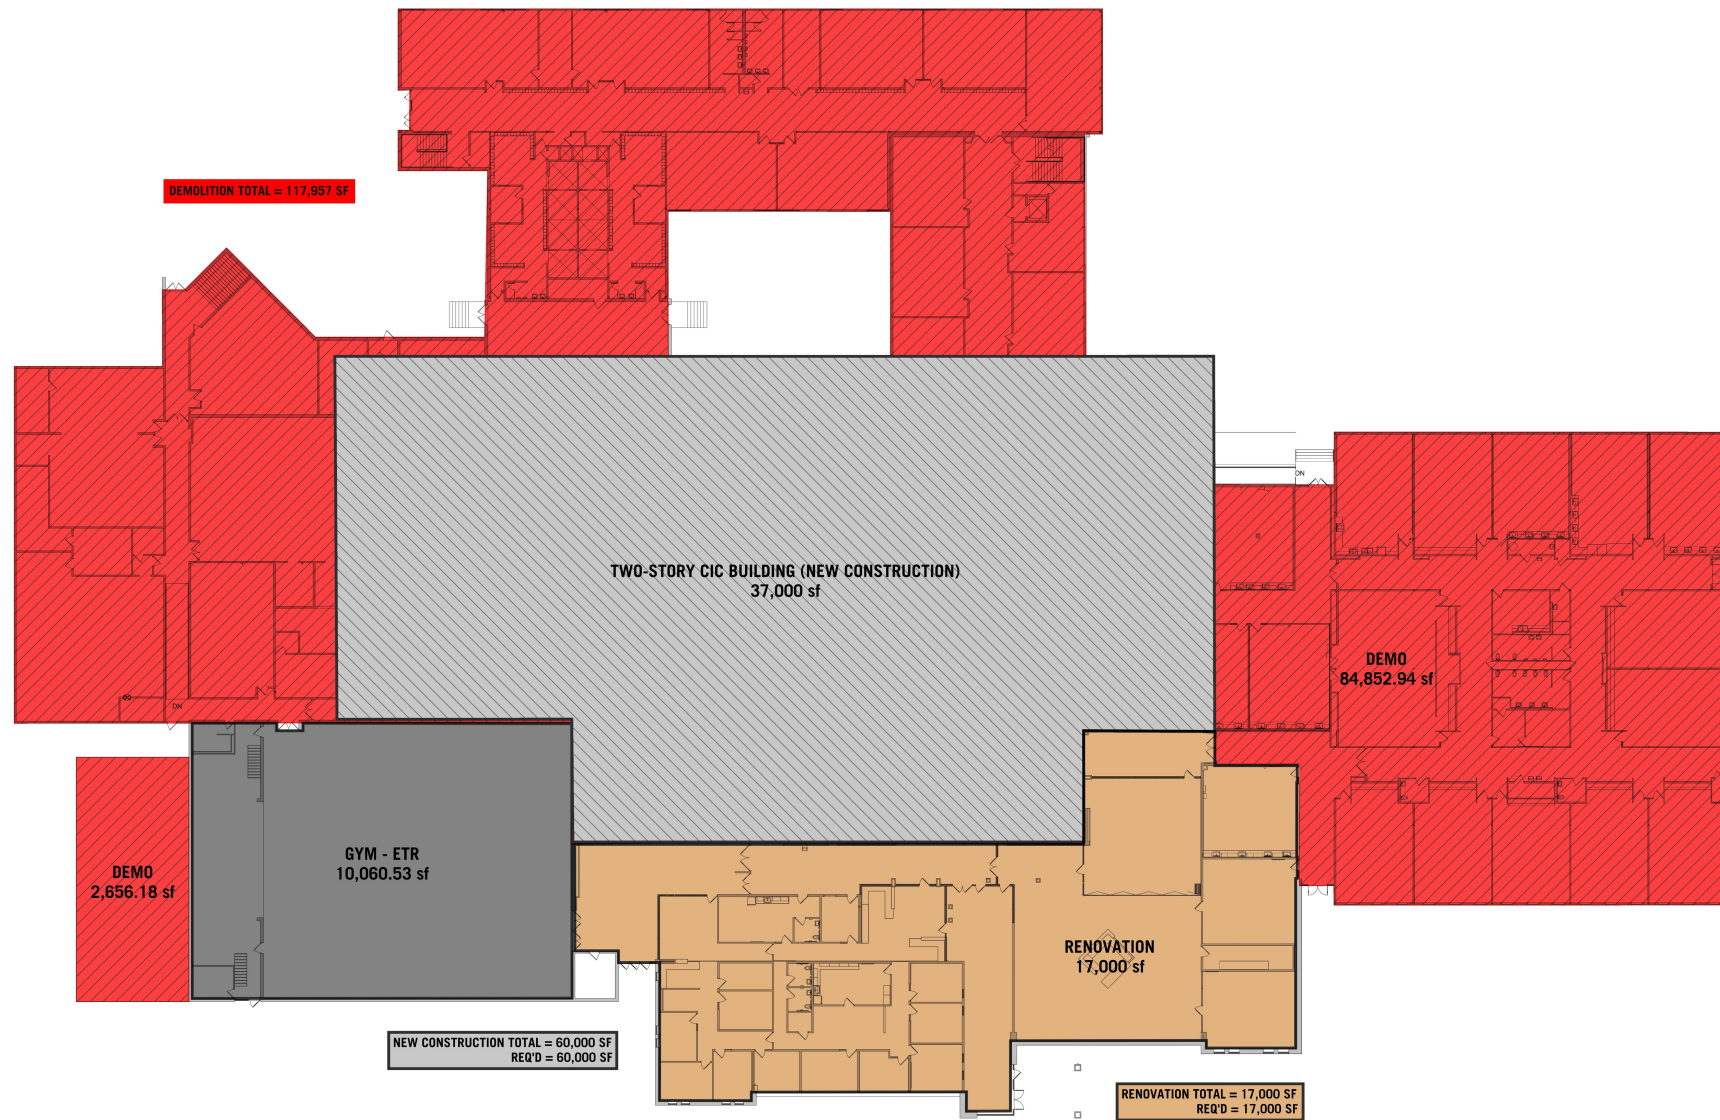 DEMOLITION TOTAL = 117,957 SF
DN
TWO-STORY CIC BUILDING (NEW CONSTRUCTION)
37,000 sf
DEMO
84,852.94 sf
DN
GYM - ETR
10,060.53 sf
DEMO
2,656.18 sf
RENOVATION
17,000 sf
NEW CONSTRUCTION TOTAL = 60,000 SF
REQ'D = 60,000 SF
RENOVATION TOTAL = 17,000 SF
REQ'D = 17,000 SF